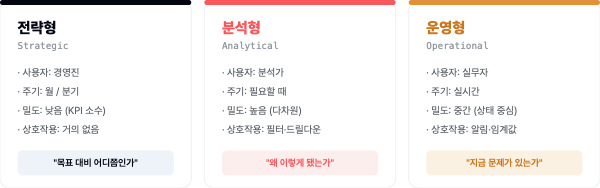 전략형
Strategic
· 사용자: 경영진
· 주기: 월 / 분기
· 밀도: 낮음 (KPI 소수)
· 상호작용: 거의 없음
"목표 대비 어디쯤인가"
분석형
Analytical
· 사용자: 분석가
· 주기: 필요할 때
· 밀도: 높음 (다차원)
· 상호작용: 필터·드릴다운
"왜 이렇게 됐는가"
운영형
Operational
· 사용자: 실무자
· 주기: 실시간
· 밀도: 중간 (상태 중심)
· 상호작용: 알림·임계값
"지금 문제가 있는가"